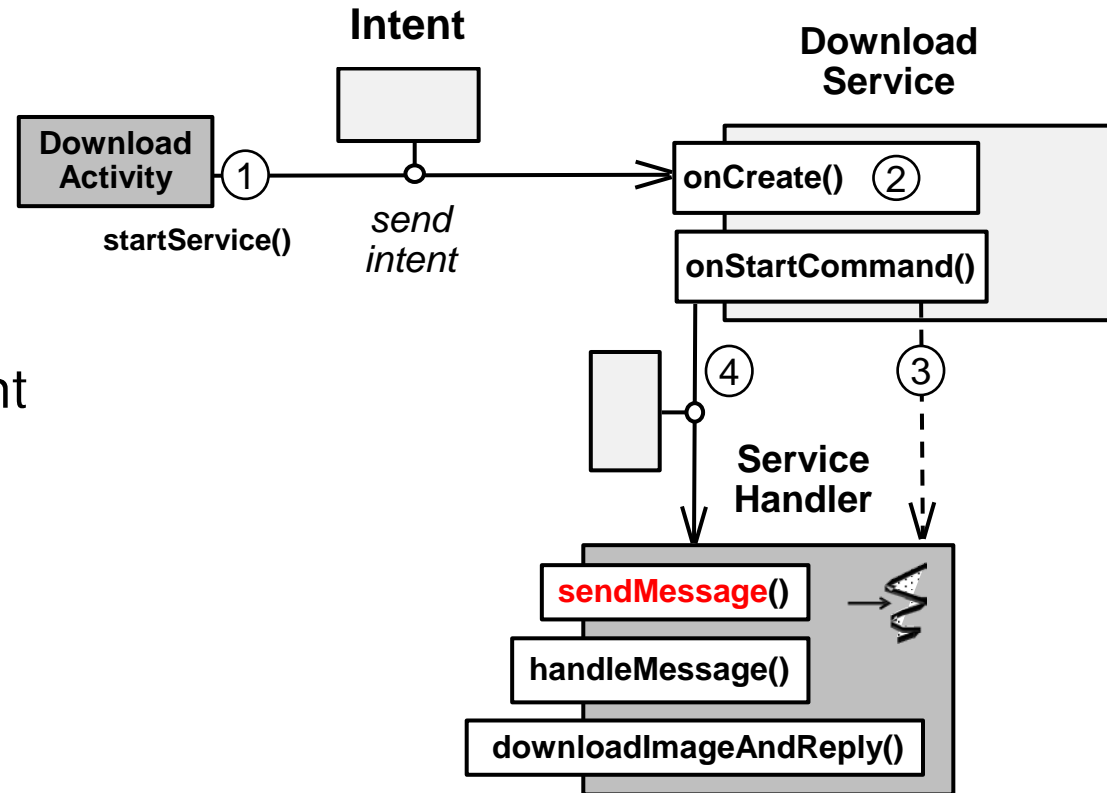 Intent
Download
Service
Download
Activity
1
startService()
send
intent
onCreate()
2
onStartCommand()
nt
4
3
Service
Handler
sendMessage()
handleMessage()
downloadImageAndReply()